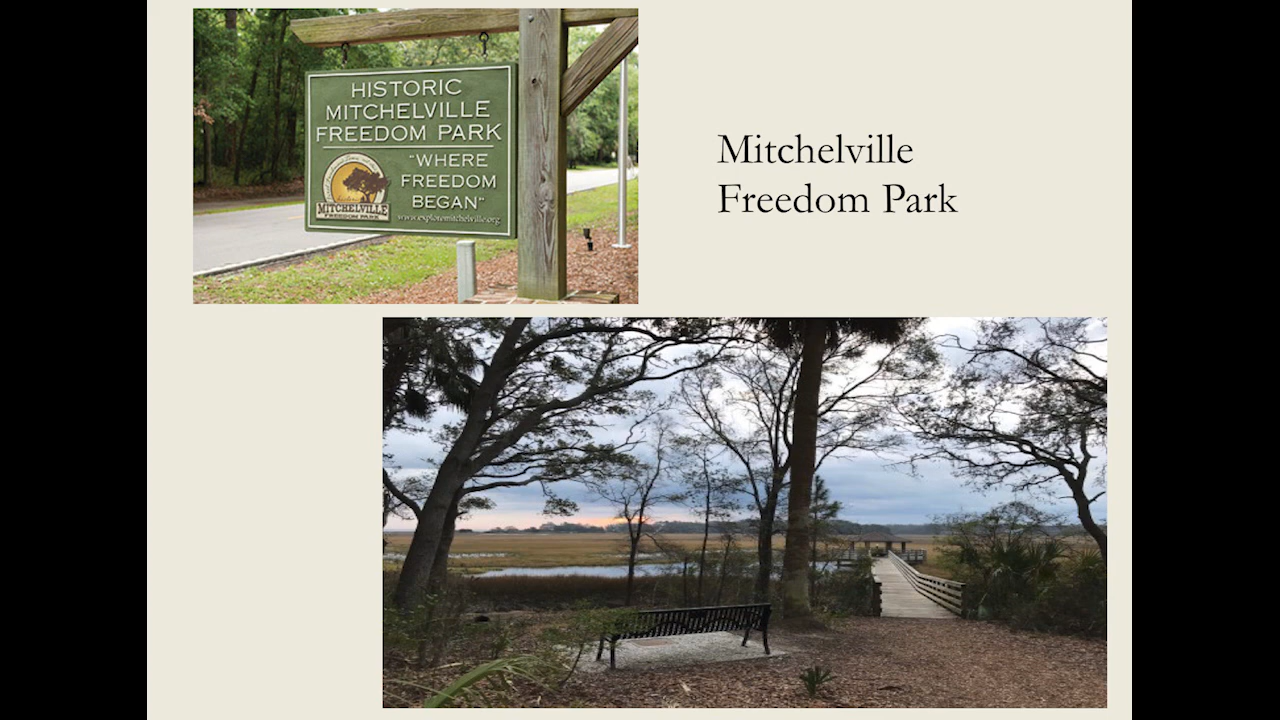 HISTORIC
MITCHELVILLE
FREEDOM PARK
"WHERE
FREEDOM
BEGAN"
MITCHELVILLE
FREEDOM PARK
www.exploremitchelville.org
Mitchelville
Freedom Park